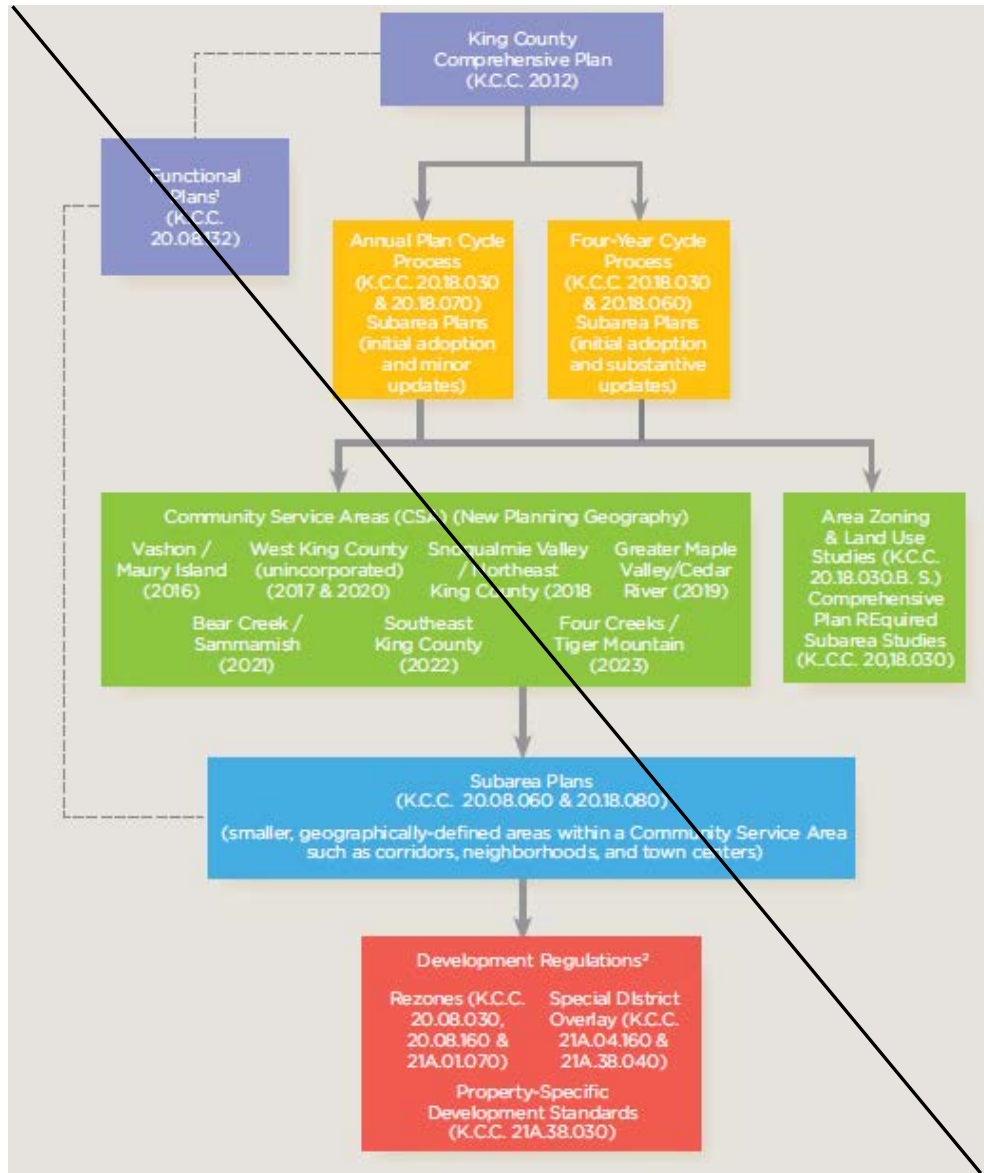 King County
Comprehensive Plan
(K.C.C. 20.12)
Functional
Plans¹
(K.C.C.
20.08.132)
Annual Plan Cycle
Process
(K.C.C. 20.18.030
& 20.18.070)
Subarea Plans
(initial adoption
and minor
updates)
Four-Year Cycle
Process
(K.C.C. 20.18.030
& 20.18.060)
Subarea Plans
(initial adoption
and substantive
updates)
Community Service Areas (CSA) (New Planning Geography)
Vashon /
Maury Island
(2016)
West King County
(unincorporated)
(2017 & 2020)
Snoqualmie Valley
/ Northeast
King County (2018
Greater Maple
Valley/Cedar
River (2019)
Bear Creek /
Sammamish
(2021)
Southeast
King County
(2022)
Four Creeks /
Tiger Mountain
(2023)
Area Zoning
& Land Use
Studies (K.C.C.
20.18.030.B. S.)
Comprehensive
Plan REquired
Subarea Studies
(K..C.C. 20,18.030)
Subarea Plans
(K.C.C. 20.08.060 & 20.18.080)
(smaller, geographically-defined areas within a Community Service Area
such as corridors, neighborhoods, and town centers)
Development Regulations²
Rezones (K.C.C.
20.08.030,
20.08.160 &
21A.01.070)
Special DIstrict
Overlay (K.C.C.
21A.04.160 &
21A.38.040)
Property-Specific
Development Standards
(K.C.C. 21A.38.030)